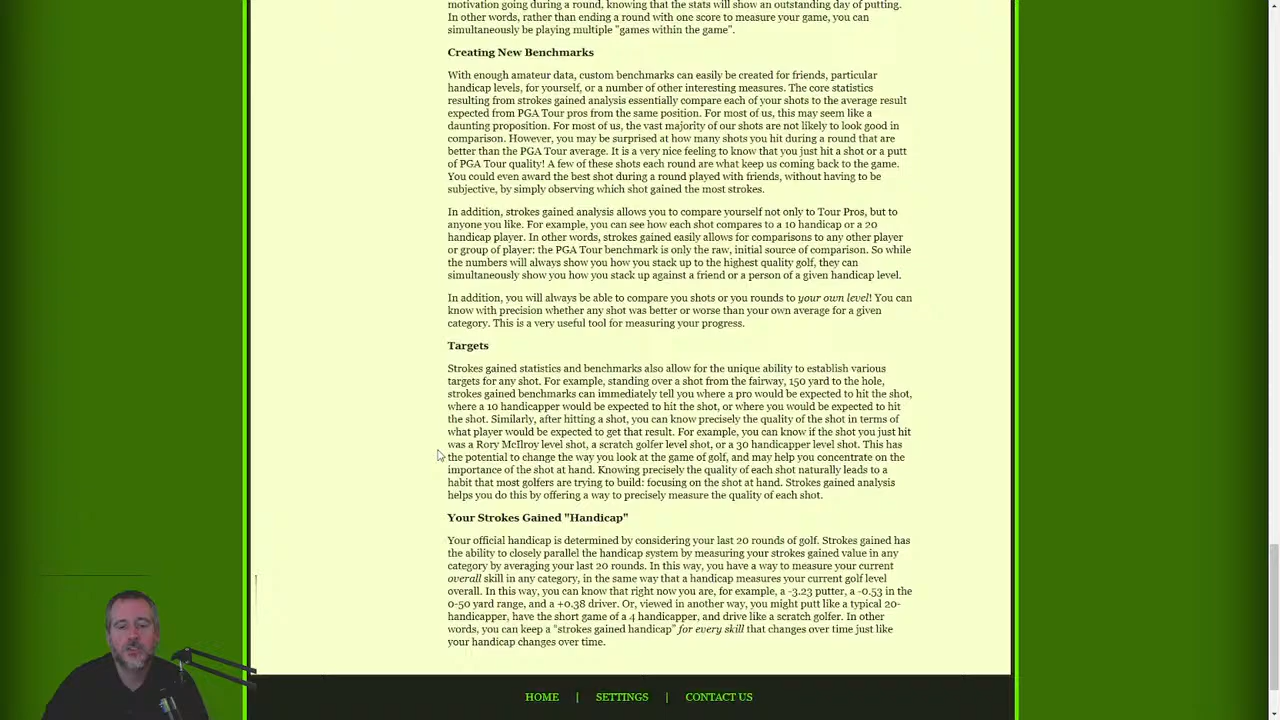 motivation going during a round, knowing that the stats will show an outstanding day of putting.
In other words, rather than ending a round with one score to measure your game, you can
simultaneously be playing multiple "games within the game".
Creating New Benchmarks
With enough amateur data, custom benchmarks can easily be created for friends, particular
handicap levels, for yourself, or a number of other interesting measures. The core statistics
resulting from strokes gained analysis essentially compare each of your shots to the average result
expected from PGA Tour pros from the same position. For most of us, this may seem like a
daunting proposition. For most of us, the vast majority of our shots are not likely to look good in
comparison. However, you may be surprised at how many shots you hit during a round that are
better than the PGA Tour average. It is a very nice feeling to know that you just hit a shot or a putt
of PGA Tour quality! A few of these shots each round are what keep us coming back to the game.
You could even award the best shot during a round played with friends, without having to be
subjective, by simply observing which shot gained the most strokes.
In addition, strokes gained analysis allows you to compare yourself not only to Tour Pros, but to
anyone you like. For example, you can see how each shot compares to a 10 handicap or a 20
handicap player. In other words, strokes gained easily allows for comparisons to any other player
or group of player: the PGA Tour benchmark is only the raw, initial source of comparison. So while
the numbers will always show you how you stack up to the highest quality golf, they can
simultaneously show you how you stack up against a friend or a person of a given handicap level.
In addition, you will always be able to compare you shots or you rounds to your own level! You can
know with precision whether any shot was better or worse than your own average for a given
category. This is a very useful tool for measuring your progress.
Targets
Strokes gained statistics and benchmarks also allow for the unique ability to establish various
targets for any shot. For example, standing over a shot from the fairway, 150 yard to the hole,
strokes gained benchmarks can immediately tell you where a pro would be expected to hit the shot,
where a 10 handicapper would be expected to hit the shot, or where you would be expected to hit
the shot. Similarly, after hitting a shot, you can know precisely the quality of the shot in terms of
what player would be expected to get that result. For example, you can know if the shot you just hit
was a Rory McIlroy level shot, a scratch golfer level shot, or a 30 handicapper level shot. This has
the potential to change the way you look at the game of golf, and may help you concentrate on the
importance of the shot at hand. Knowing precisely the quality of each shot naturally leads to a
habit that most golfers are trying to build: focusing on the shot at hand. Strokes gained analysis
helps you do this by offering a way to precisely measure the quality of each shot.
Your Strokes Gained "Handicap"
Your official handicap is determined by considering your last 20 rounds of golf. Strokes gained has
the ability to closely parallel the handicap system by measuring your strokes gained value in any
category by averaging your last 20 rounds. In this way, you have a way to measure your current
overall skill in any category, in the same way that a handicap measures your current golf level
overall. In this way, you can know that right now you are, for example, a -3.23 putter, a -0.53 in the
0-50 yard range, and a +0.38 driver. Or, viewed in another way, you might putt like a typical 20-
handicapper, have the short game of a 4 handicapper, and drive like a scratch golfer. In other
words, you can keep a "strokes gained handicap" for every skill that changes over time just like
your handicap changes over time.
HOME | SETTINGS | CONTACT US